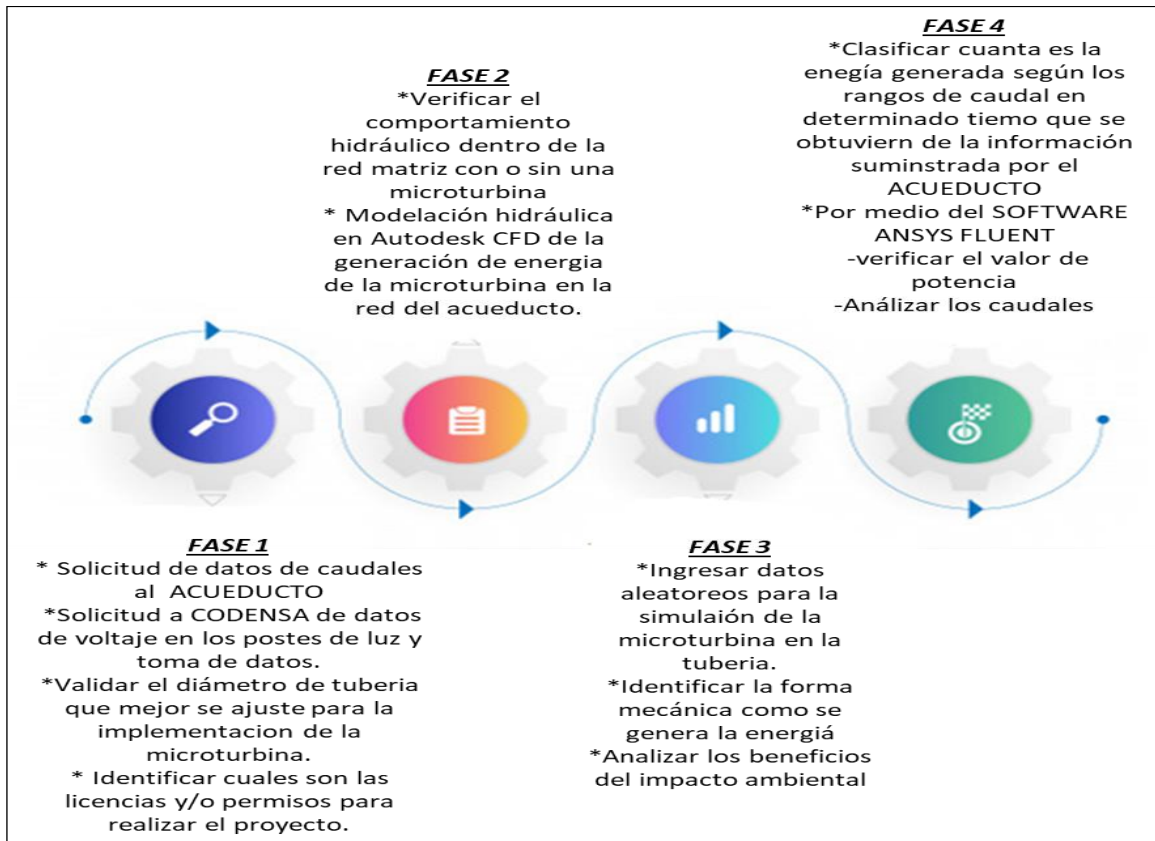 FASE 1
* Solicitud de datos de caudales
al ACUEDUCTO
*Solicitud a CODENSA de datos
de voltaje en los postes de luz y
toma de datos.
*Validar el diámetro de tuberia
que mejor se ajuste para la
implementacion de la
microturbina.
* Identificar cuales son las
licencias y/o permisos para
realizar el proyecto.
FASE 2
*Verificar el
comportamiento
hidráulico dentro de la
red matriz con o sin una
microturbina
* Modelación hidráulica
en Autodesk CFD de la
generación de energia
de la microturbina en la
red del acueducto.
FASE 3
*Ingresar datos
aleatoreos para la
simulaión de la
microturbina en la
tuberia.
*Identificar la forma
mecánica como se
genera la energiá
*Analizar los beneficios
del impacto ambiental
FASE 4
*Clasificar cuanta es la
enegía generada según los
rangos de caudal en
determinado tiemo que se
obtuviern de la información
suminstrada por el
ACUEDUCTO
*Por medio del SOFTWARE
ANSYS FLUENT
-verificar el valor de
potencia
-Análizar los caudales